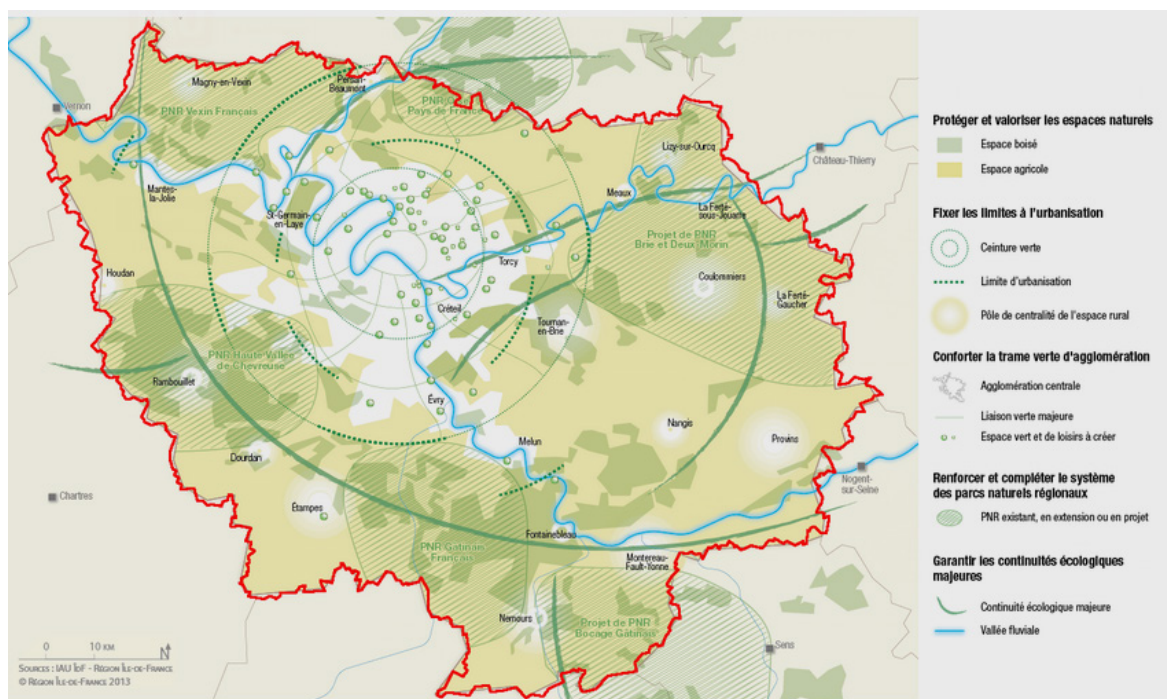 Magny-en-Vexin
Persan-
Beaumont
Vernon
PNR Vexin Français
PNR
Pays de France
Lizy-sur-Ourcq
Château-Thierry
Mantes-
la-Jolie
Meaux
St-Germain-
en-Laye
La Ferté-
sous-Jouarre
Projet de PNR
Brie et Deux-Morin
Torcy
Houdan
Coulommiers
La Ferté-
Gaucher
Créteil
Tournan-
en-Brie
PNR Haute Vallée
de Chevreuse
Rambouillet
Évry
Nangis
Provins
Melun
Dourdan
Nogent-
sur-Seine
Chartres
Étampes
Fontainebleau
PNR Gâtinais
Français
Montereau-
Fault-Yonne
Nemours
Projet de PNR
Bocage Gâtinais
Sens
0 10 KM
N
SOURCES : IAU ÎDF - RÉGION ÎLE-DE-FRANCE
© RÉGION ÎLE-DE-FRANCE 2013
Protéger et valoriser les espaces naturels
Espace boisé
Espace agricole
Fixer les limites à l'urbanisation
Ceinture verte
Limite d'urbanisation
Pôle de centralité de l'espace rural
Conforter la trame verte d'agglomération
Agglomération centrale
Liaison verte majeure
Espace vert et de loisirs à créer
Renforcer et compléter le système
des parcs naturels régionaux
PNR existant, en extension ou en projet
Garantir les continuités écologiques
majeures
Continuité écologique majeure
Vallée fluviale